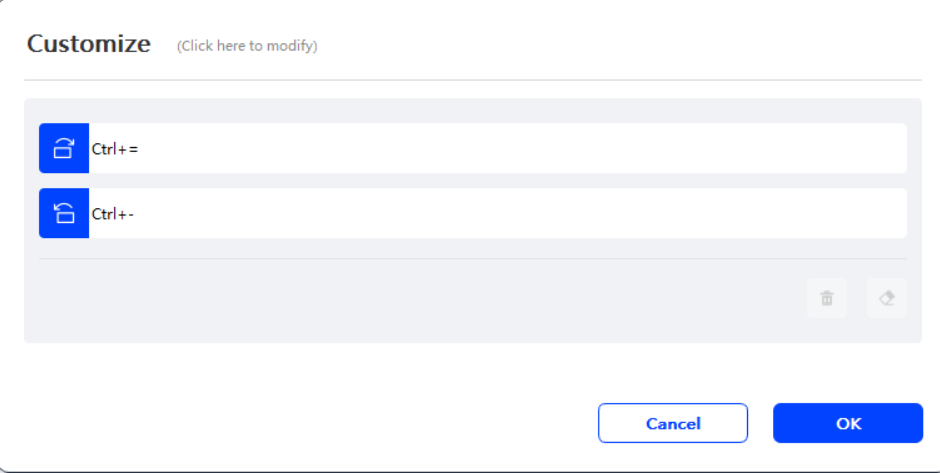 Customize (Click here to modify)
Ctrl+=
Ctrl+-
Cancel OK